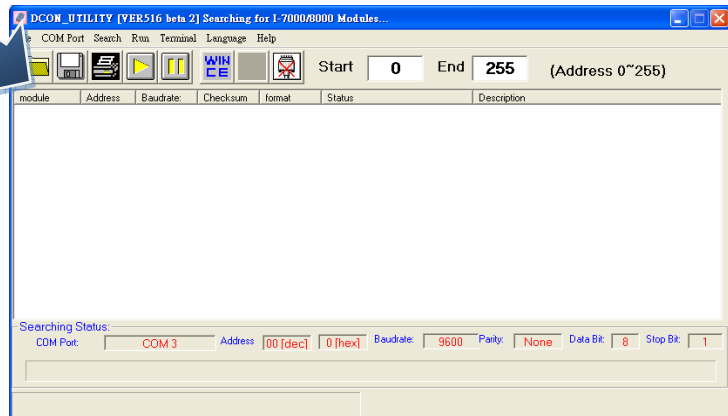 DCON_UTILITY [VER516 beta 2] Searching for I-7000/8000 Modules...
COM Port Search Run Terminal Language Help
WIN CE Start 0 End 255 (Address 0~255)
module Address Baudrate: Checksum format Status Description
Searching Status:
COM Port: COM 3 Address 00 [dec] 0 [hex] Baudrate: 9600 Parity: None Data Bit: 8 Stop Bit: 1